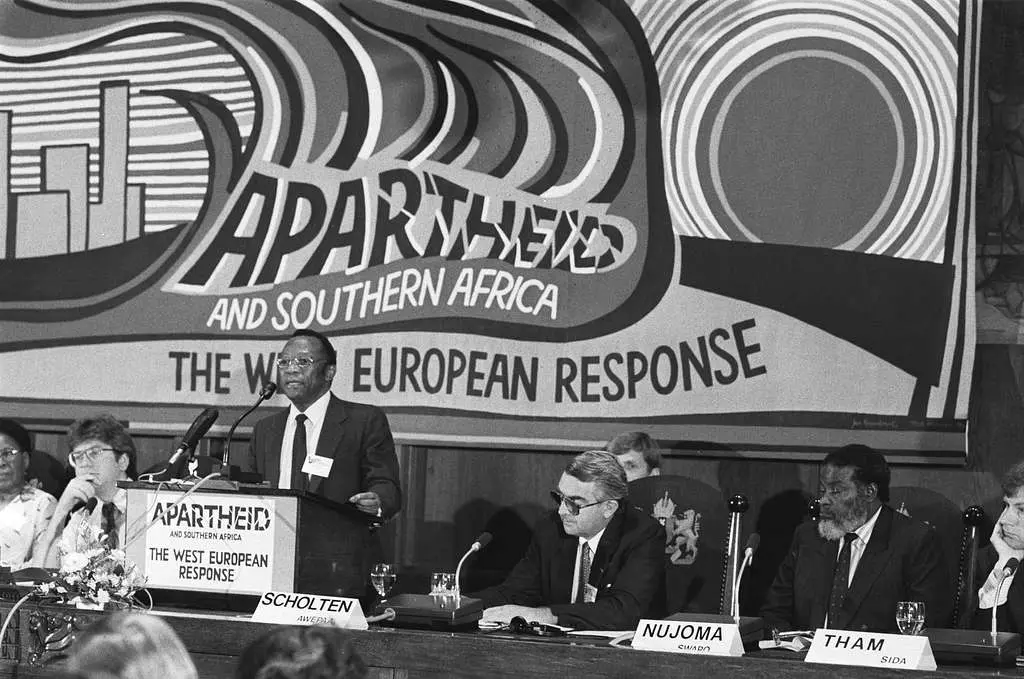 APARTHEID
AND SOUTHERN AFRICA
THE W EUROPEAN RESPONSE
APARTHEID
AND SOUTHERN AFRICA
THE WEST EUROPEAN
RESPONSE
SCHOLTEN
AWEPAA
NUJOMA
SWAPO
THAM
SIDA